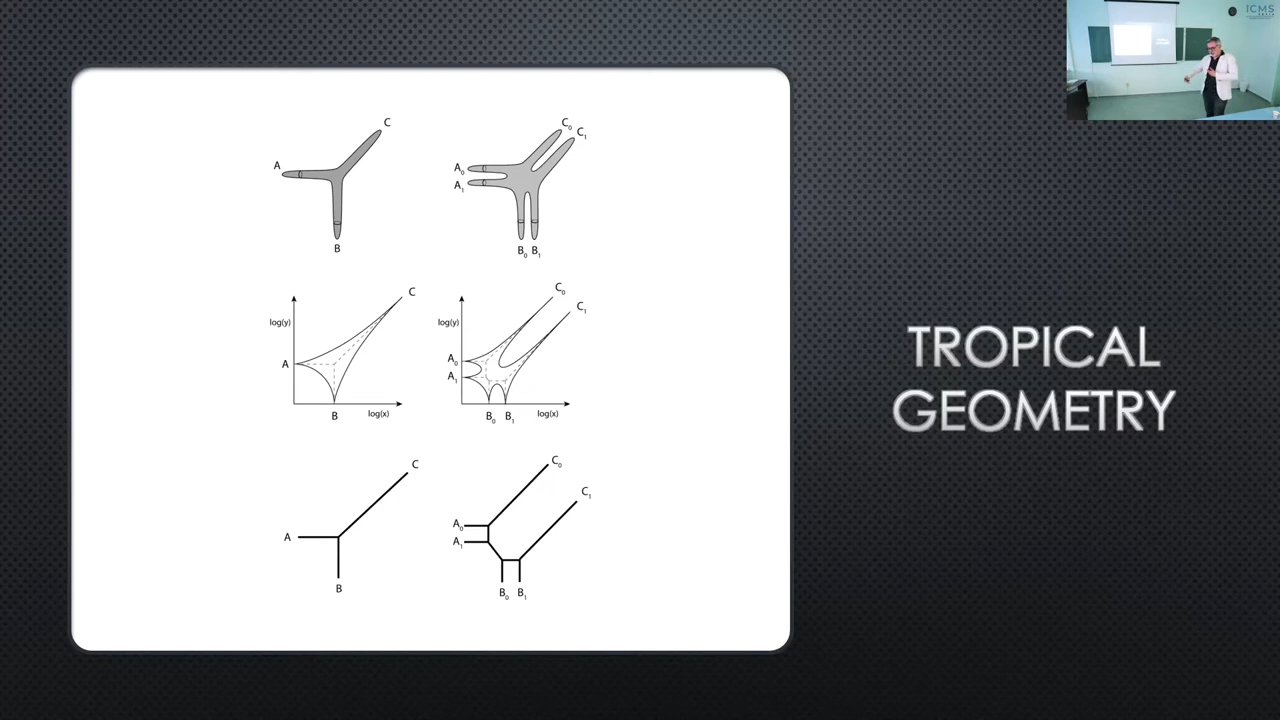 ICMS
C
A
B
C₀
C₁
A₀
A₁
B₀ B₁
log(y)
C
A
B
log(x)
log(y)
C₀
C₁
A₀
A₁
B₀
B₁
log(x)
C
A
B
C₀
C₁
A₀
A₁
B₀
B₁
TROPICAL
GEOMETRY